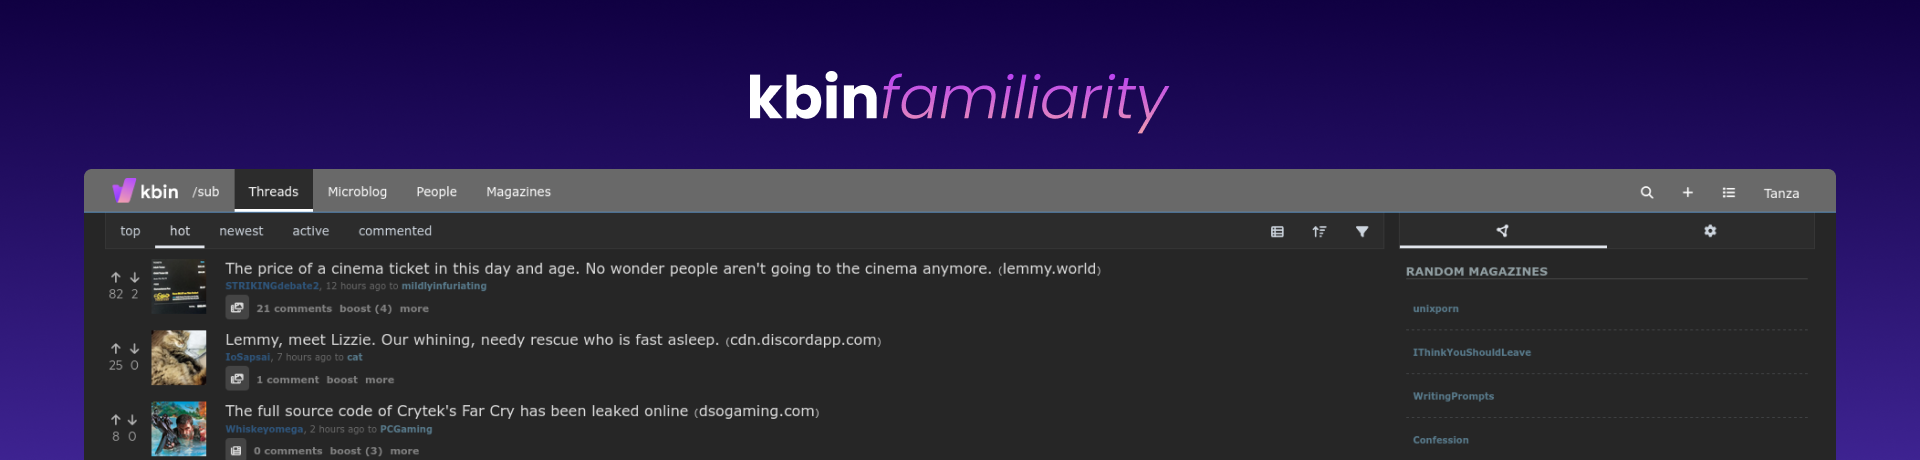 kbinfamiliarity
kbin /sub Threads Microblog People Magazines Tanza
top hot newest active commented
The price of a cinema ticket in this day and age. No wonder people aren't going to the cinema anymore. (lemmy.world)
STRIKINGdebate2, 12 hours ago to mildlyinfuriating
82 2
21 comments boost (4) more
Lemmy, meet Lizzie. Our whining, needy rescue who is fast asleep. (cdn.discordapp.com)
IoSapsai, 7 hours ago to cat
25 0
1 comment boost more
The full source code of Crytek's Far Cry has been leaked online (dsogaming.com)
Whiskeyomega, 2 hours ago to PCGaming
8 0
0 comments boost (3) more
RANDOM MAGAZINES
unixporn
IThinkYouShouldLeave
WritingPrompts
Confession